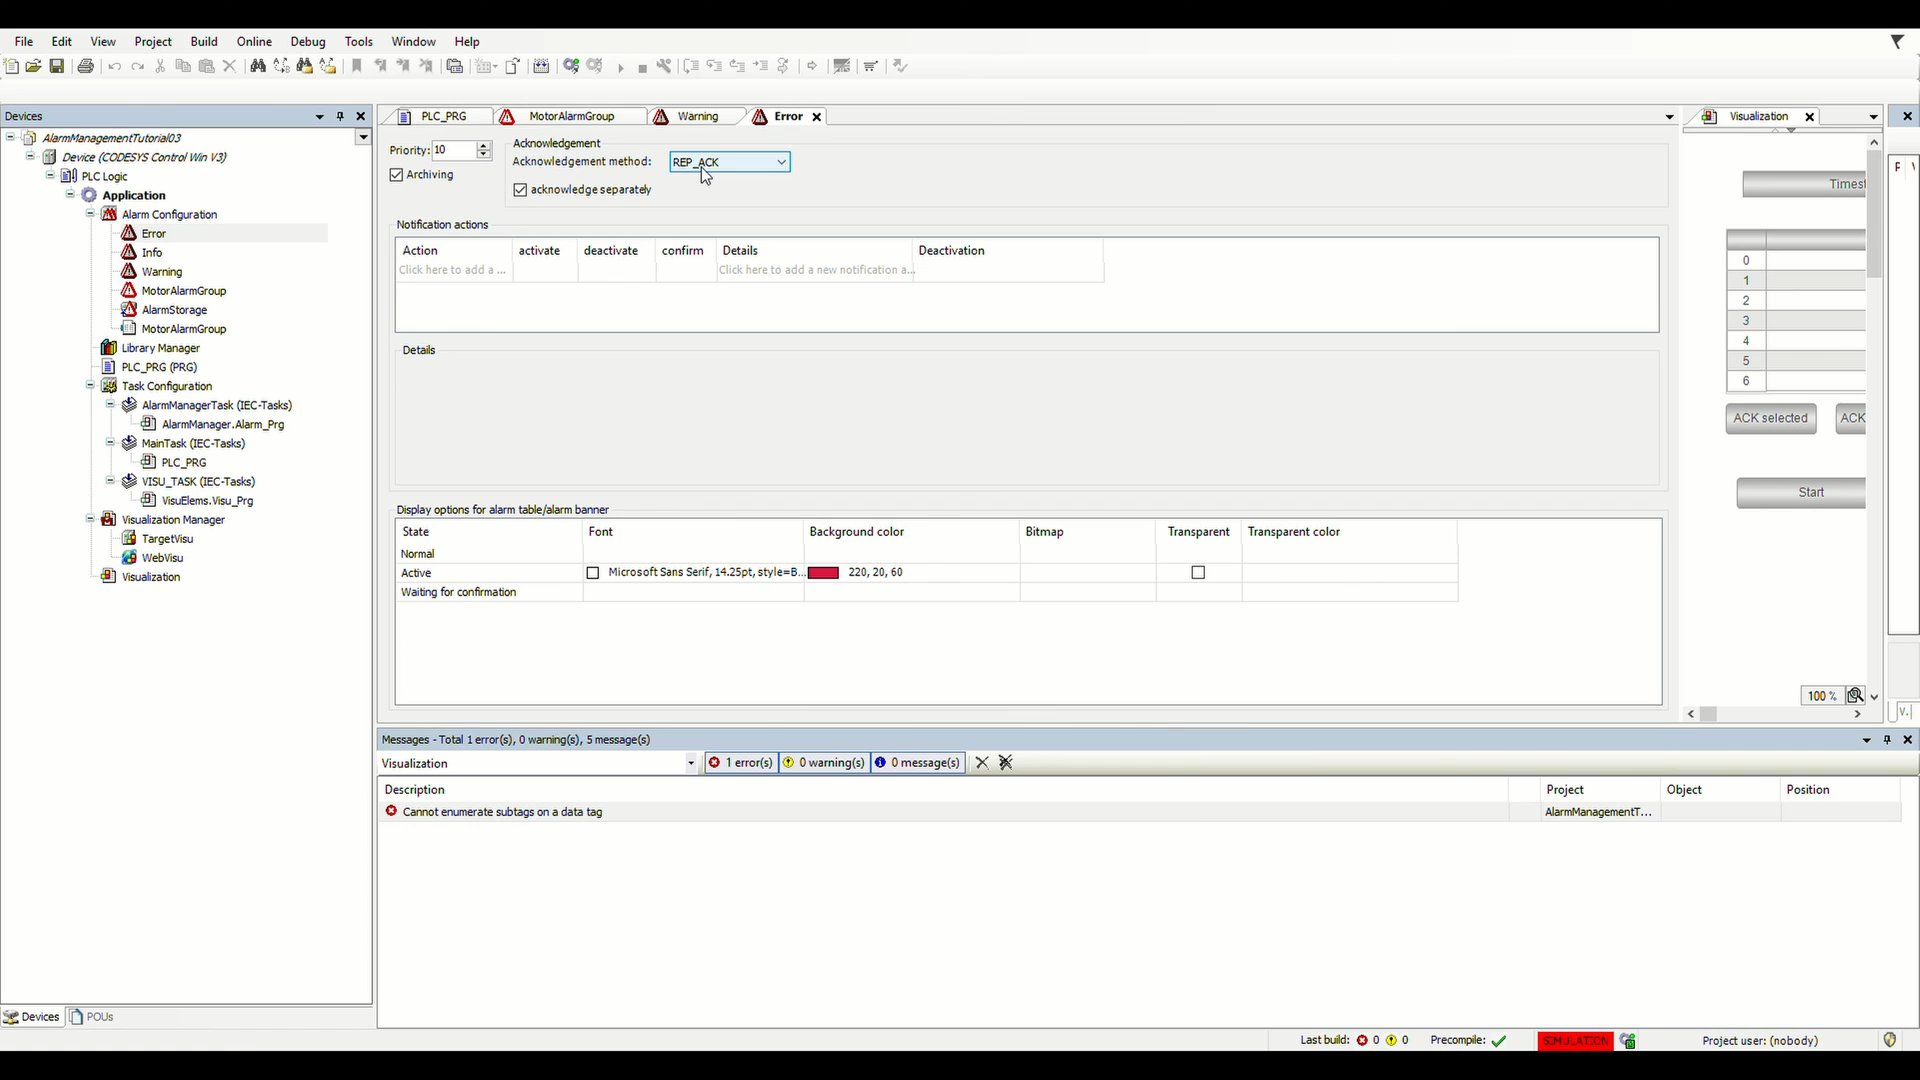 File Edit View Project Build Online Debug Tools Window Help
Devices
AlarmManagementTutorial03
Device (CODESYS Control Win V3)
PLC Logic
Application
Alarm Configuration
Error
Info
Warning
MotorAlarmGroup
AlarmStorage
MotorAlarmGroup
Library Manager
PLC_PRG (PRG)
Task Configuration
AlarmManagerTask (IEC-Tasks)
AlarmManager.Alarm_Prg
MainTask (IEC-Tasks)
PLC_PRG
VISU_TASK (IEC-Tasks)
VisuElems.Visu_Prg
Visualization Manager
TargetVisu
WebVisu
Visualization
Devices POUs
PLC_PRG MotorAlarmGroup Warning Error
Priority: 10
Archiving
Acknowledgement
Acknowledgement method: REP_ACK
acknowledge separately
Notification actions
Action activate deactivate confirm Details Deactivation
Click here to add a ... Click here to add a new notification a...
Details
Display options for alarm table/alarm banner
State Font Background color Bitmap Transparent Transparent color
Normal
Active Microsoft Sans Serif, 14.25pt, style=B... 220, 20, 60
Waiting for confirmation
Visualization
Timest
0
1
2
3
4
5
6
ACK selected ACK
Start
100 %
Messages - Total 1 error(s), 0 warning(s), 5 message(s)
Visualization 1 error(s) 0 warning(s) 0 message(s)
Description Project Object Position
Cannot enumerate subtags on a data tag AlarmManagementT...
Last build: 0 0 Precompile: SIMULATION Project user: (nobody)